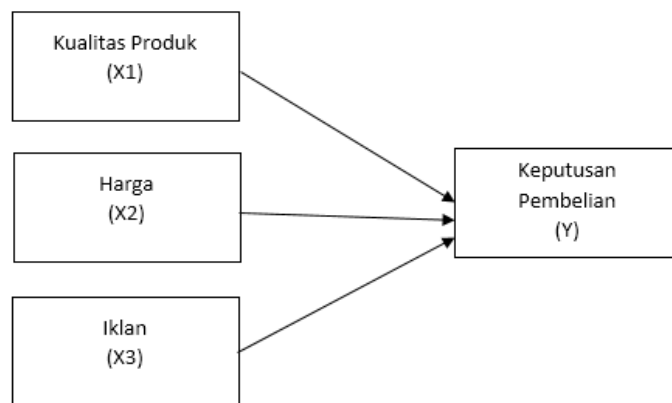 Kualitas Produk
(X1)
Harga
(X2)
Keputusan
Pembelian
(Y)
Iklan
(X3)